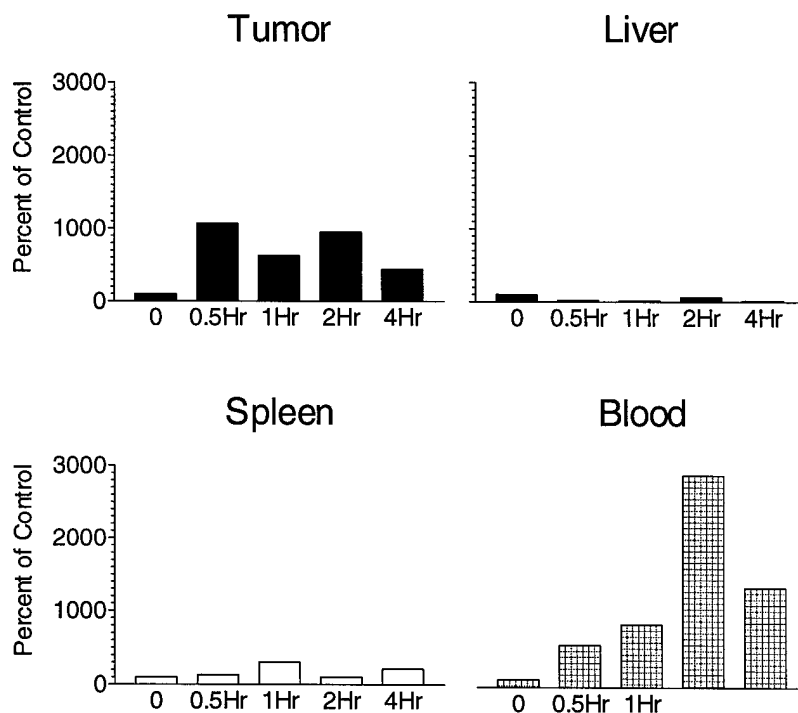 Tumor
Liver
Percent of Control
3000
2000
1000
0
0 0.5Hr 1Hr 2Hr 4Hr
0 0.5Hr 1Hr 2Hr 4Hr
Spleen
Blood
Percent of Control
3000
2000
1000
0
0 0.5Hr 1Hr 2Hr 4Hr
0 0.5Hr 1Hr